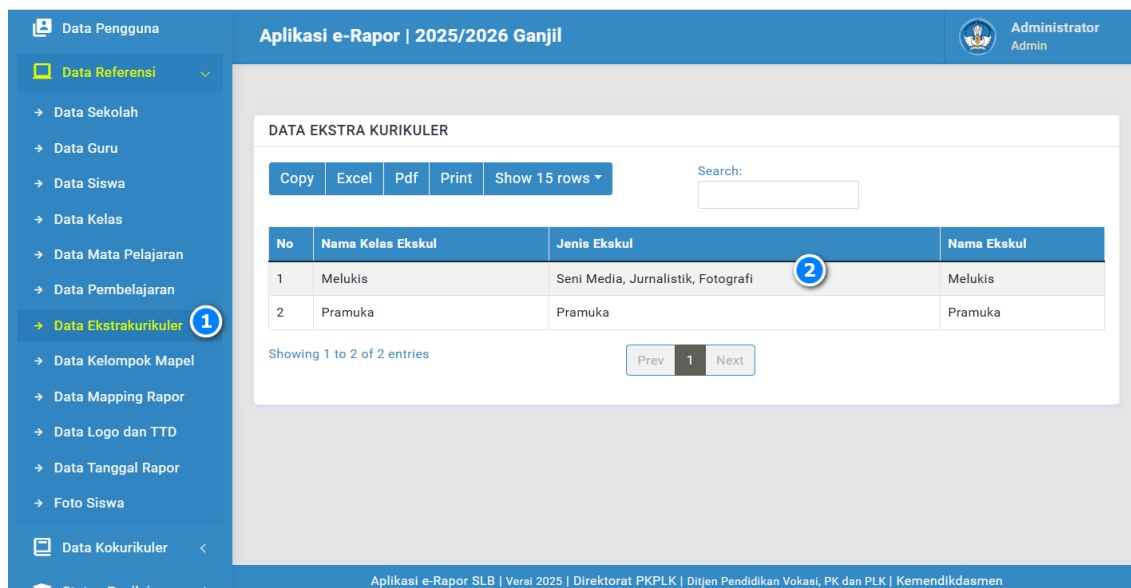 Data Pengguna
Aplikasi e-Rapor | 2025/2026 Ganjil
Administrator
Admin
Data Referensi
Data Sekolah
Data Guru
Data Siswa
Data Kelas
Data Mata Pelajaran
Data Pembelajaran
Data Ekstrakurikuler 1
Data Kelompok Mapel
Data Mapping Rapor
Data Logo dan TTD
Data Tanggal Rapor
Foto Siswa
Data Kokurikuler
DATA EKSTRA KURIKULER
Copy Excel Pdf Print Show 15 rows
Search:
No Nama Kelas Ekskul Jenis Ekskul Nama Ekskul
1 Melukis Seni Media, Jurnalistik, Fotografi 2 Melukis
2 Pramuka Pramuka Pramuka
Showing 1 to 2 of 2 entries
Prev 1 Next
Aplikasi e-Rapor SLB | Versi 2025 | Direktorat PKPLK | Ditjen Pendidikan Vokasi, PK dan PLK | Kemendikdasmen